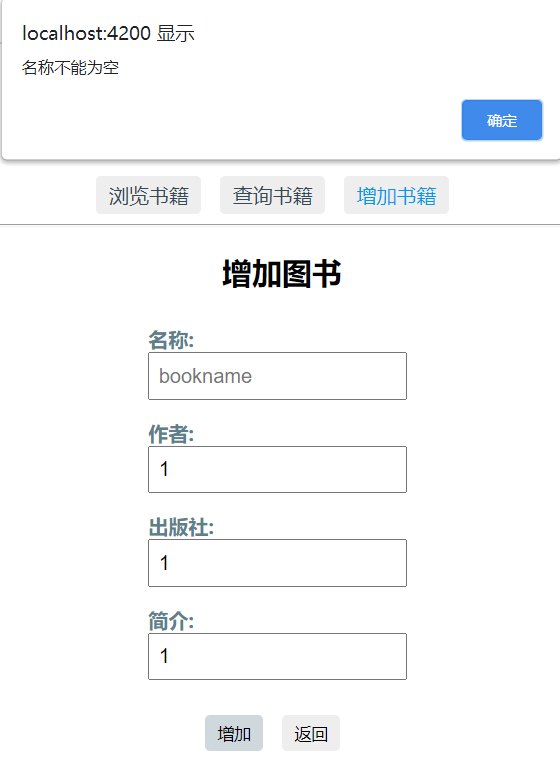 localhost:4200 显示
名称不能为空
确定
浏览书籍 查询书籍 增加书籍
增加图书
名称:
bookname
作者:
1
出版社:
1
简介:
1
增加 返回